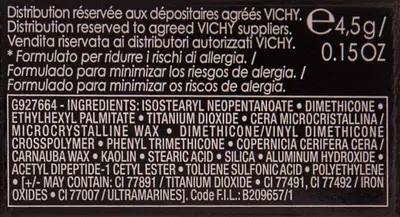 Distribution réservée aux dépositaires agréés VICHY.
Distribution reserved to agreed VICHY suppliers.
Vendita riservata ai distributori autorizzati VICHY.
* Formulato per ridurre i rischi di allergia. /
Formulado para minimizar los riesgos de alergia. /
Formulado para minimizar os riscos de alergia.
℮4,5g/
0.15OZ
G927664 - INGREDIENTS: ISOSTEARYL NEOPENTANOATE • DIMETHICONE •
ETHYLHEXYL PALMITATE • TITANIUM DIOXIDE • CERA MICROCRISTALLINA /
MICROCRYSTALLINE WAX • DIMETHICONE/VINYL DIMETHICONE
CROSSPOLYMER • PHENYL TRIMETHICONE • COPERNICIA CERIFERA CERA /
CARNAUBA WAX • KAOLIN • STEARIC ACID • SILICA • ALUMINUM HYDROXIDE •
ACETYL DIPEPTIDE-1 CETYL ESTER • TOLUENE SULFONIC ACID • POLYETHYLENE
• [+/- MAY CONTAIN: CI 77891 / TITANIUM DIOXIDE • CI 77491, CI 77492 / IRON
OXIDES • CI 77007 / ULTRAMARINES]. Code F.I.L.: B209657/1